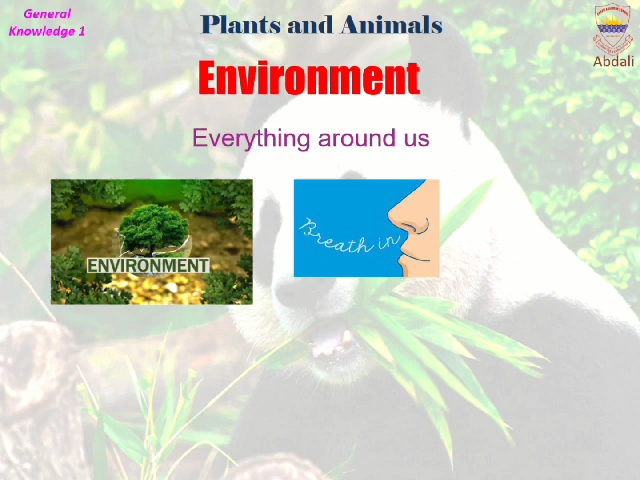 General
Knowledge 1
Plants and Animals
Abdali
Environment
Everything around us
ENVIRONMENT
Breath in